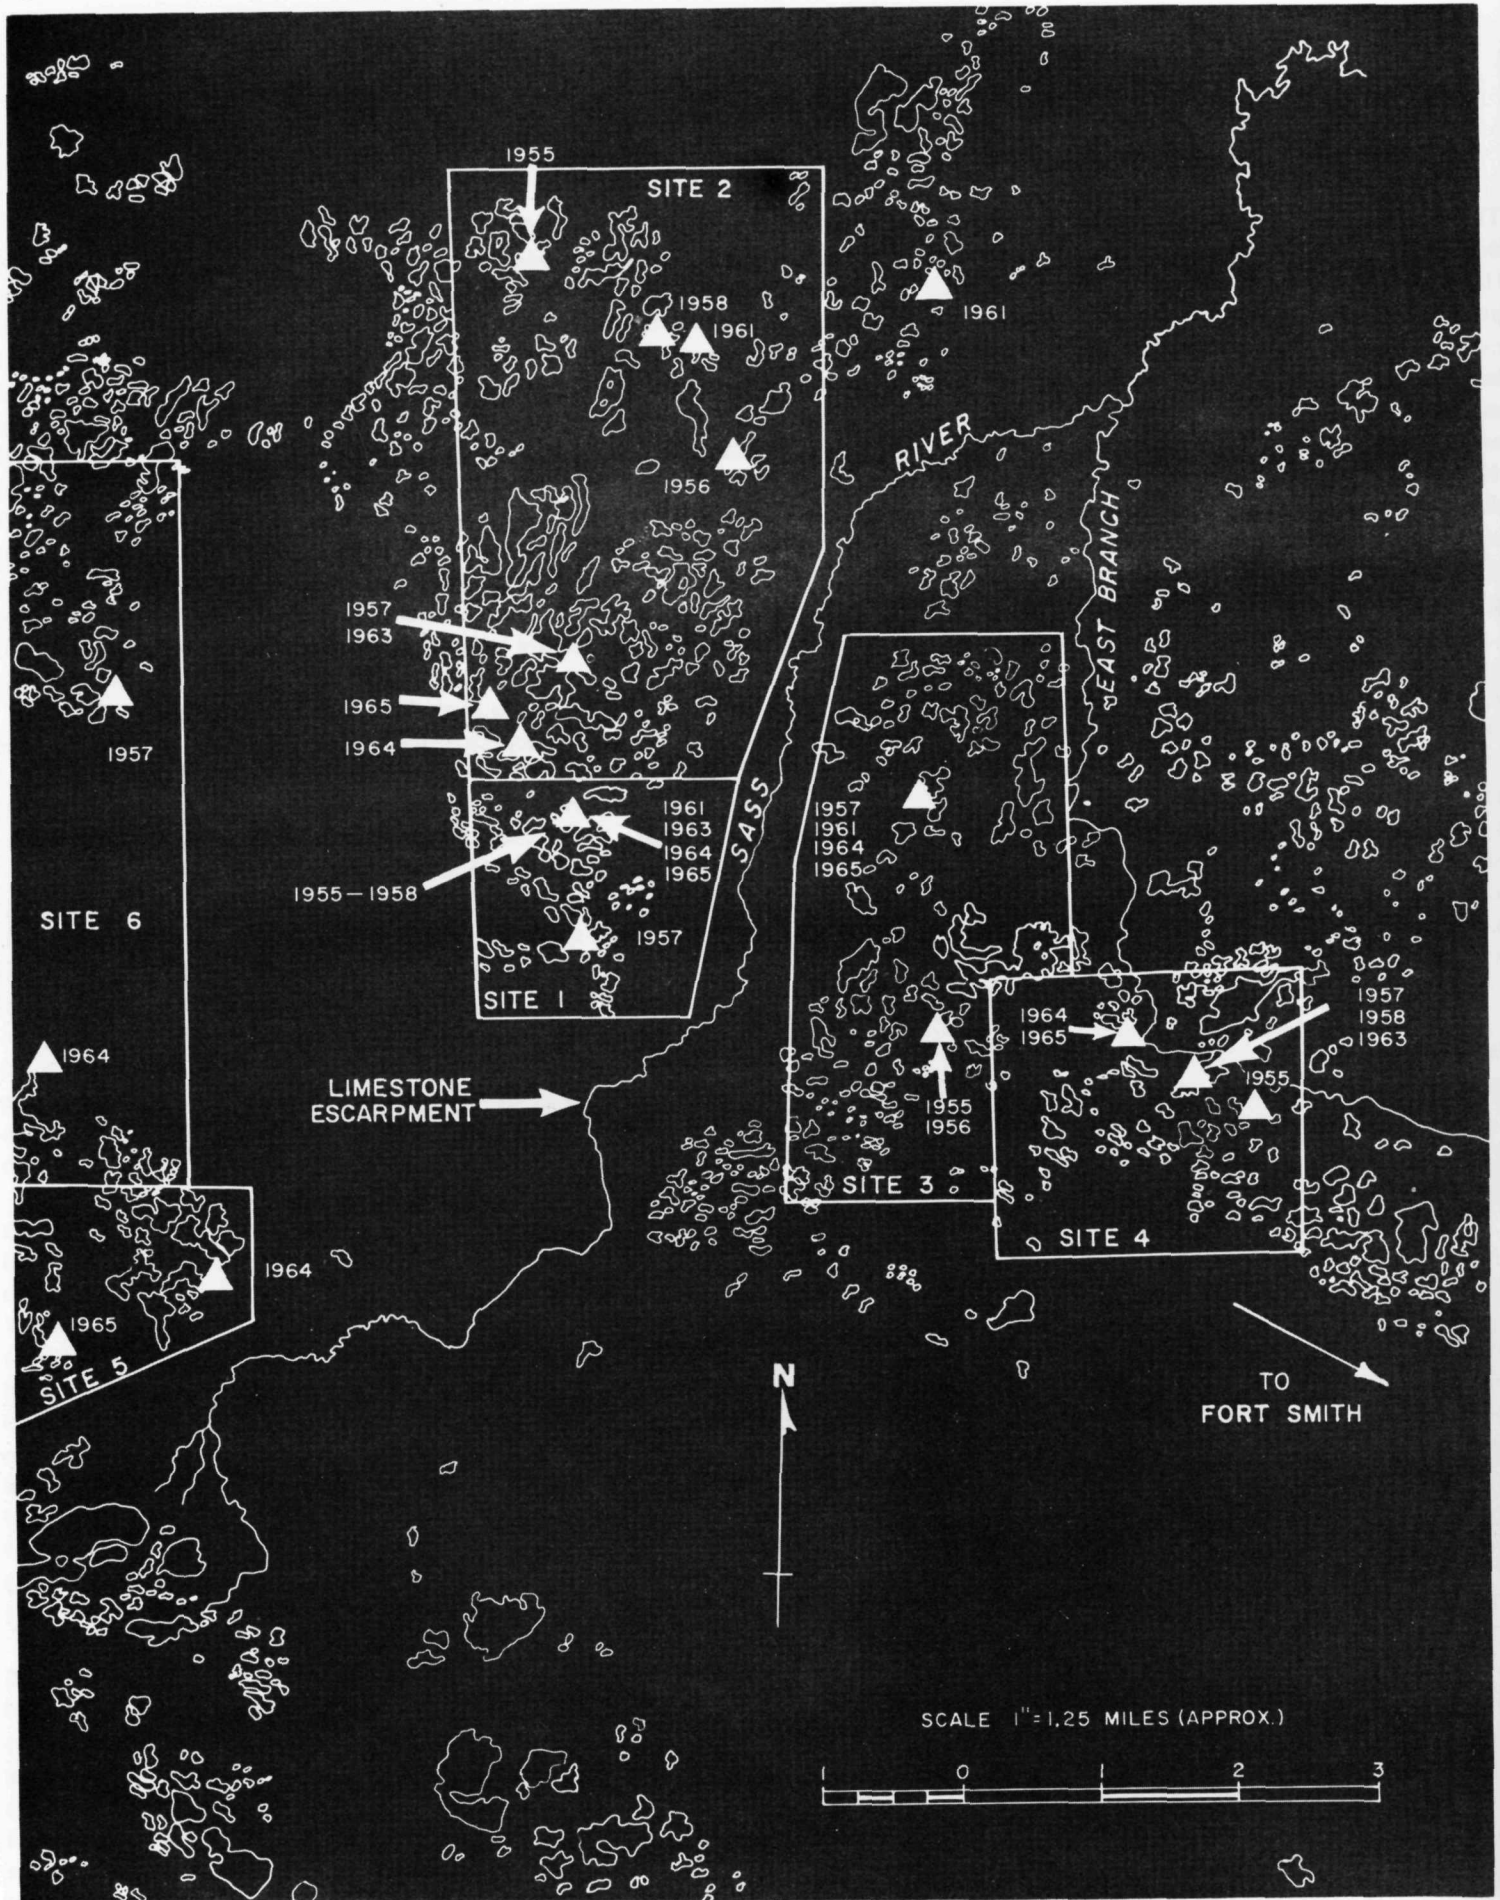 1955
SITE 2
1958
1961
1961
RIVER
1956
EAST BRANCH
1957
1963
1965
1964
1957
SASS
1961
1963
1964
1965
1957
1961
1964
1965
1955–1958
SITE 6
1957
SITE 1
1964
1964
1965
1957
1958
1963
1955
LIMESTONE
ESCARPMENT
1955
1956
SITE 3
SITE 4
1964
1965
SITE 5
N
TO
FORT SMITH
SCALE 1"=1.25 MILES (APPROX.)
1 0 1 2 3